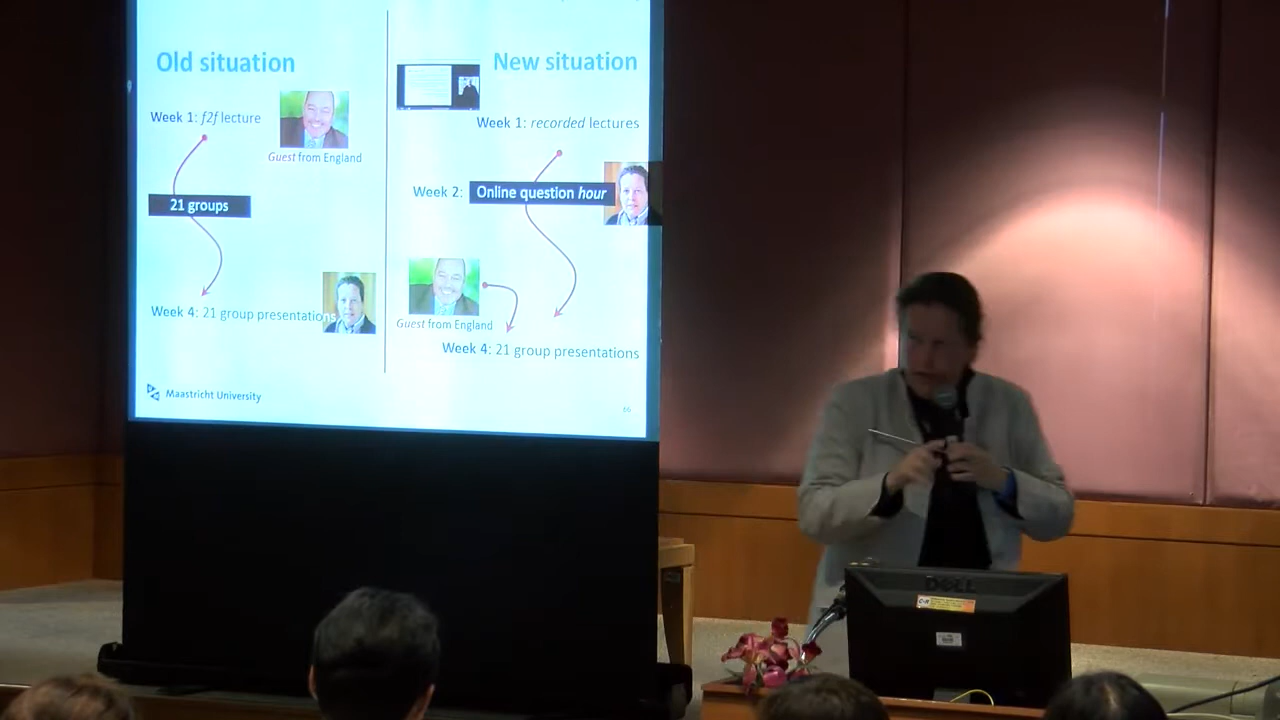 Old situation
Week 1: f2f lecture
Guest from England
21 groups
Week 4: 21 group presentations
Maastricht University
New situation
Week 1: recorded lectures
Week 2: Online question hour
Guest from England
Week 4: 21 group presentations
DELL